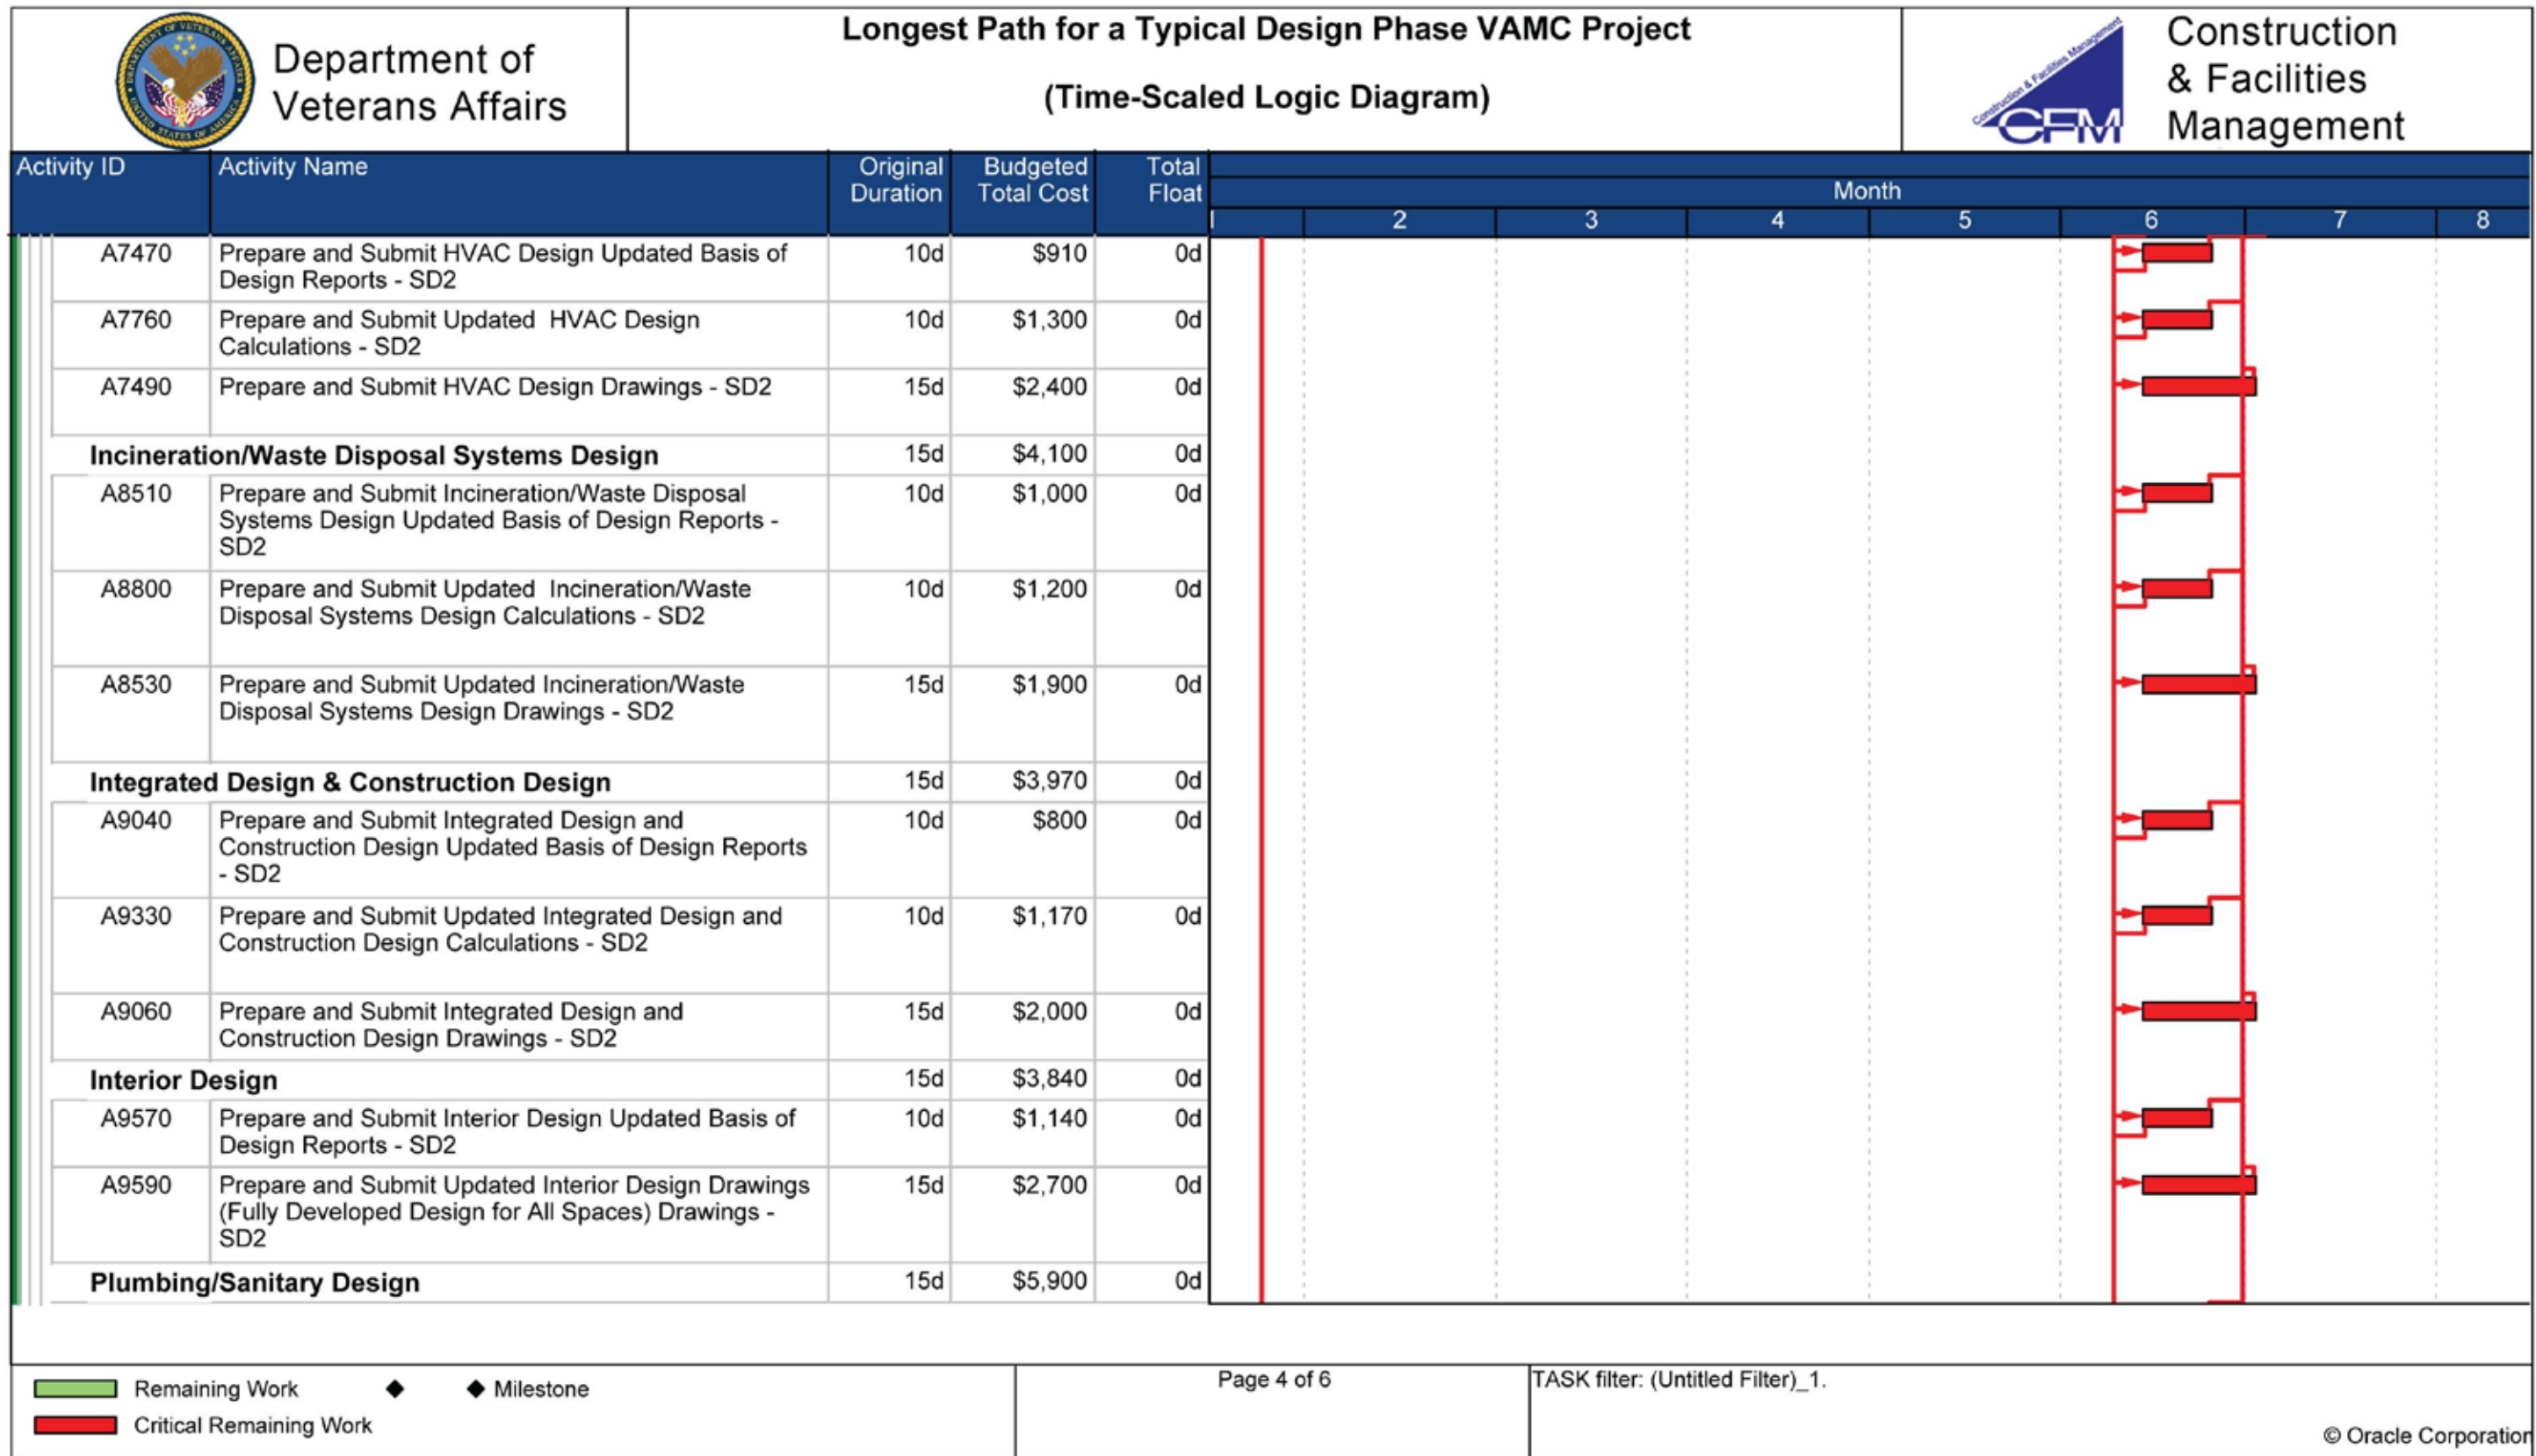 Department of
Veterans Affairs
Longest Path for a Typical Design Phase VAMC Project
(Time-Scaled Logic Diagram)
Construction & Facilities Management
CFM
Construction
& Facilities
Management
Activity ID Activity Name Original Duration Budgeted Total Cost Total Float
Month
2 3 4 5 6 7 8
A7470 Prepare and Submit HVAC Design Updated Basis of 10d $910 0d
Design Reports - SD2
A7760 Prepare and Submit Updated HVAC Design 10d $1,300 0d
Calculations - SD2
A7490 Prepare and Submit HVAC Design Drawings - SD2 15d $2,400 0d
Incineration/Waste Disposal Systems Design 15d $4,100 0d
A8510 Prepare and Submit Incineration/Waste Disposal 10d $1,000 0d
Systems Design Updated Basis of Design Reports -
SD2
A8800 Prepare and Submit Updated Incineration/Waste 10d $1,200 0d
Disposal Systems Design Calculations - SD2
A8530 Prepare and Submit Updated Incineration/Waste 15d $1,900 0d
Disposal Systems Design Drawings - SD2
Integrated Design & Construction Design 15d $3,970 0d
A9040 Prepare and Submit Integrated Design and 10d $800 0d
Construction Design Updated Basis of Design Reports
- SD2
A9330 Prepare and Submit Updated Integrated Design and 10d $1,170 0d
Construction Design Calculations - SD2
A9060 Prepare and Submit Integrated Design and 15d $2,000 0d
Construction Design Drawings - SD2
Interior Design 15d $3,840 0d
A9570 Prepare and Submit Interior Design Updated Basis of 10d $1,140 0d
Design Reports - SD2
A9590 Prepare and Submit Updated Interior Design Drawings 15d $2,700 0d
(Fully Developed Design for All Spaces) Drawings -
SD2
Plumbing/Sanitary Design 15d $5,900 0d
Remaining Work Milestone
Critical Remaining Work
Page 4 of 6
TASK filter: (Untitled Filter)_1.
© Oracle Corporation